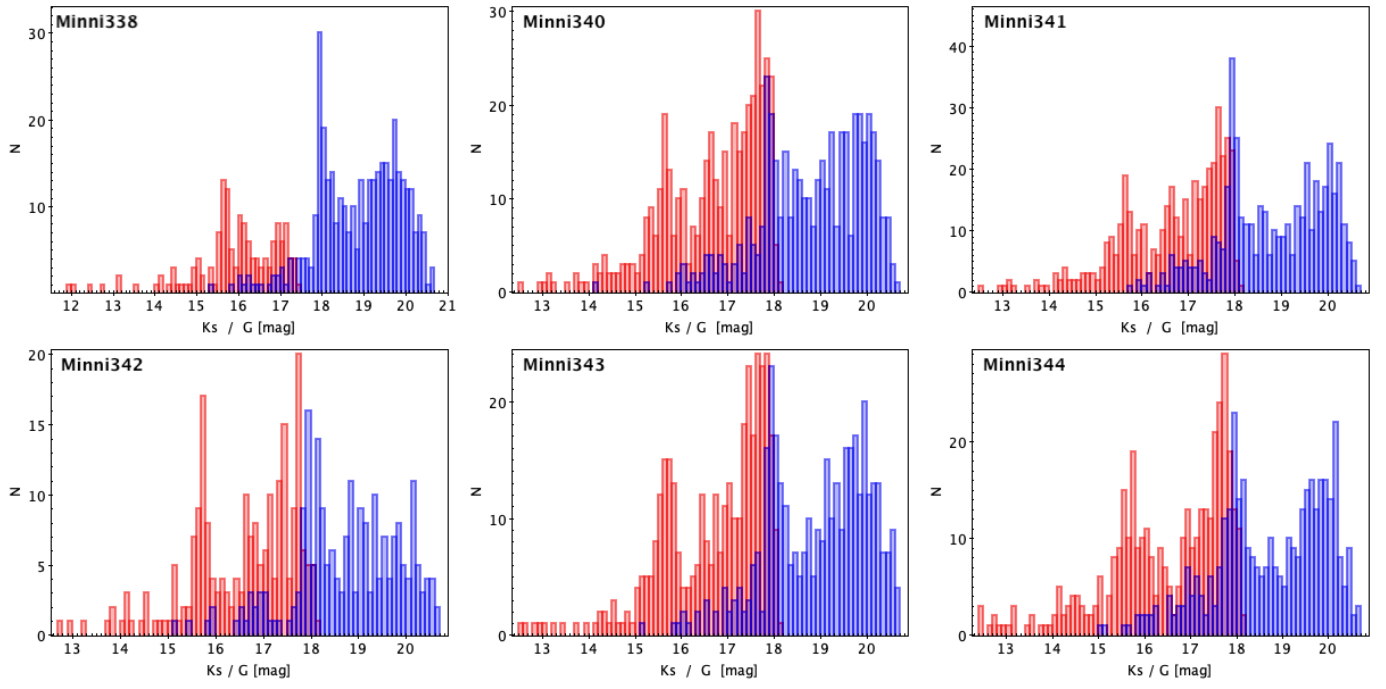 Minni338
30
20
10
N
12 13 14 15 16 17 18 19 20 21
Ks / G [mag]
Minni340
30
20
10
0
N
13 14 15 16 17 18 19 20
Ks / G [mag]
Minni341
40
30
20
10
0
N
13 14 15 16 17 18 19 20
Ks / G [mag]
Minni342
20
15
10
5
0
N
13 14 15 16 17 18 19 20
Ks / G [mag]
Minni343
20
10
0
N
13 14 15 16 17 18 19 20
Ks / G [mag]
Minni344
20
10
0
N
13 14 15 16 17 18 19 20
Ks / G [mag]